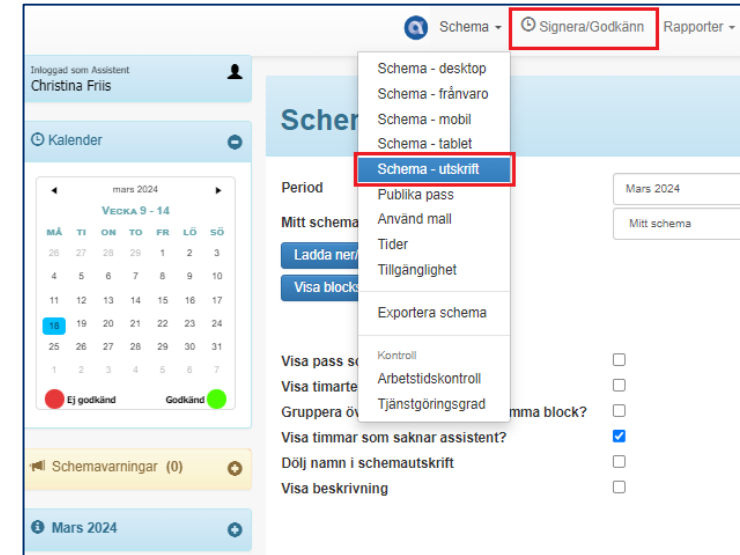 Schema
Signera/Godkänn
Rapporter
Inloggad som Assistent
Christina Friis
Kalender
mars 2024
VECKA 9 - 14
MÅ TI ON TO FR LÖ SÖ
26 27 28 29 1 2 3
4 5 6 7 8 9 10
11 12 13 14 15 16 17
18 19 20 21 22 23 24
25 26 27 28 29 30 31
1 2 3 4 5 6 7
Ej godkänd
Godkänd
Schemavarningar (0)
Mars 2024
Schema - desktop
Schema - frånvaro
Schema - mobil
Schema - tablet
Schema - utskrift
Publika pass
Använd mall
Tider
Tillgänglighet
Exportera schema
Kontroll
Arbetstidskontroll
Tjänstgöringsgrad
Period
Mars 2024
Mitt schema
Mitt schema
Ladda ner/
Visa blocks
Visa pass
Visa timarte
Gruppera öv mma block?
Visa timmar som saknar assistent?
Dölj namn i schemautskrift
Visa beskrivning